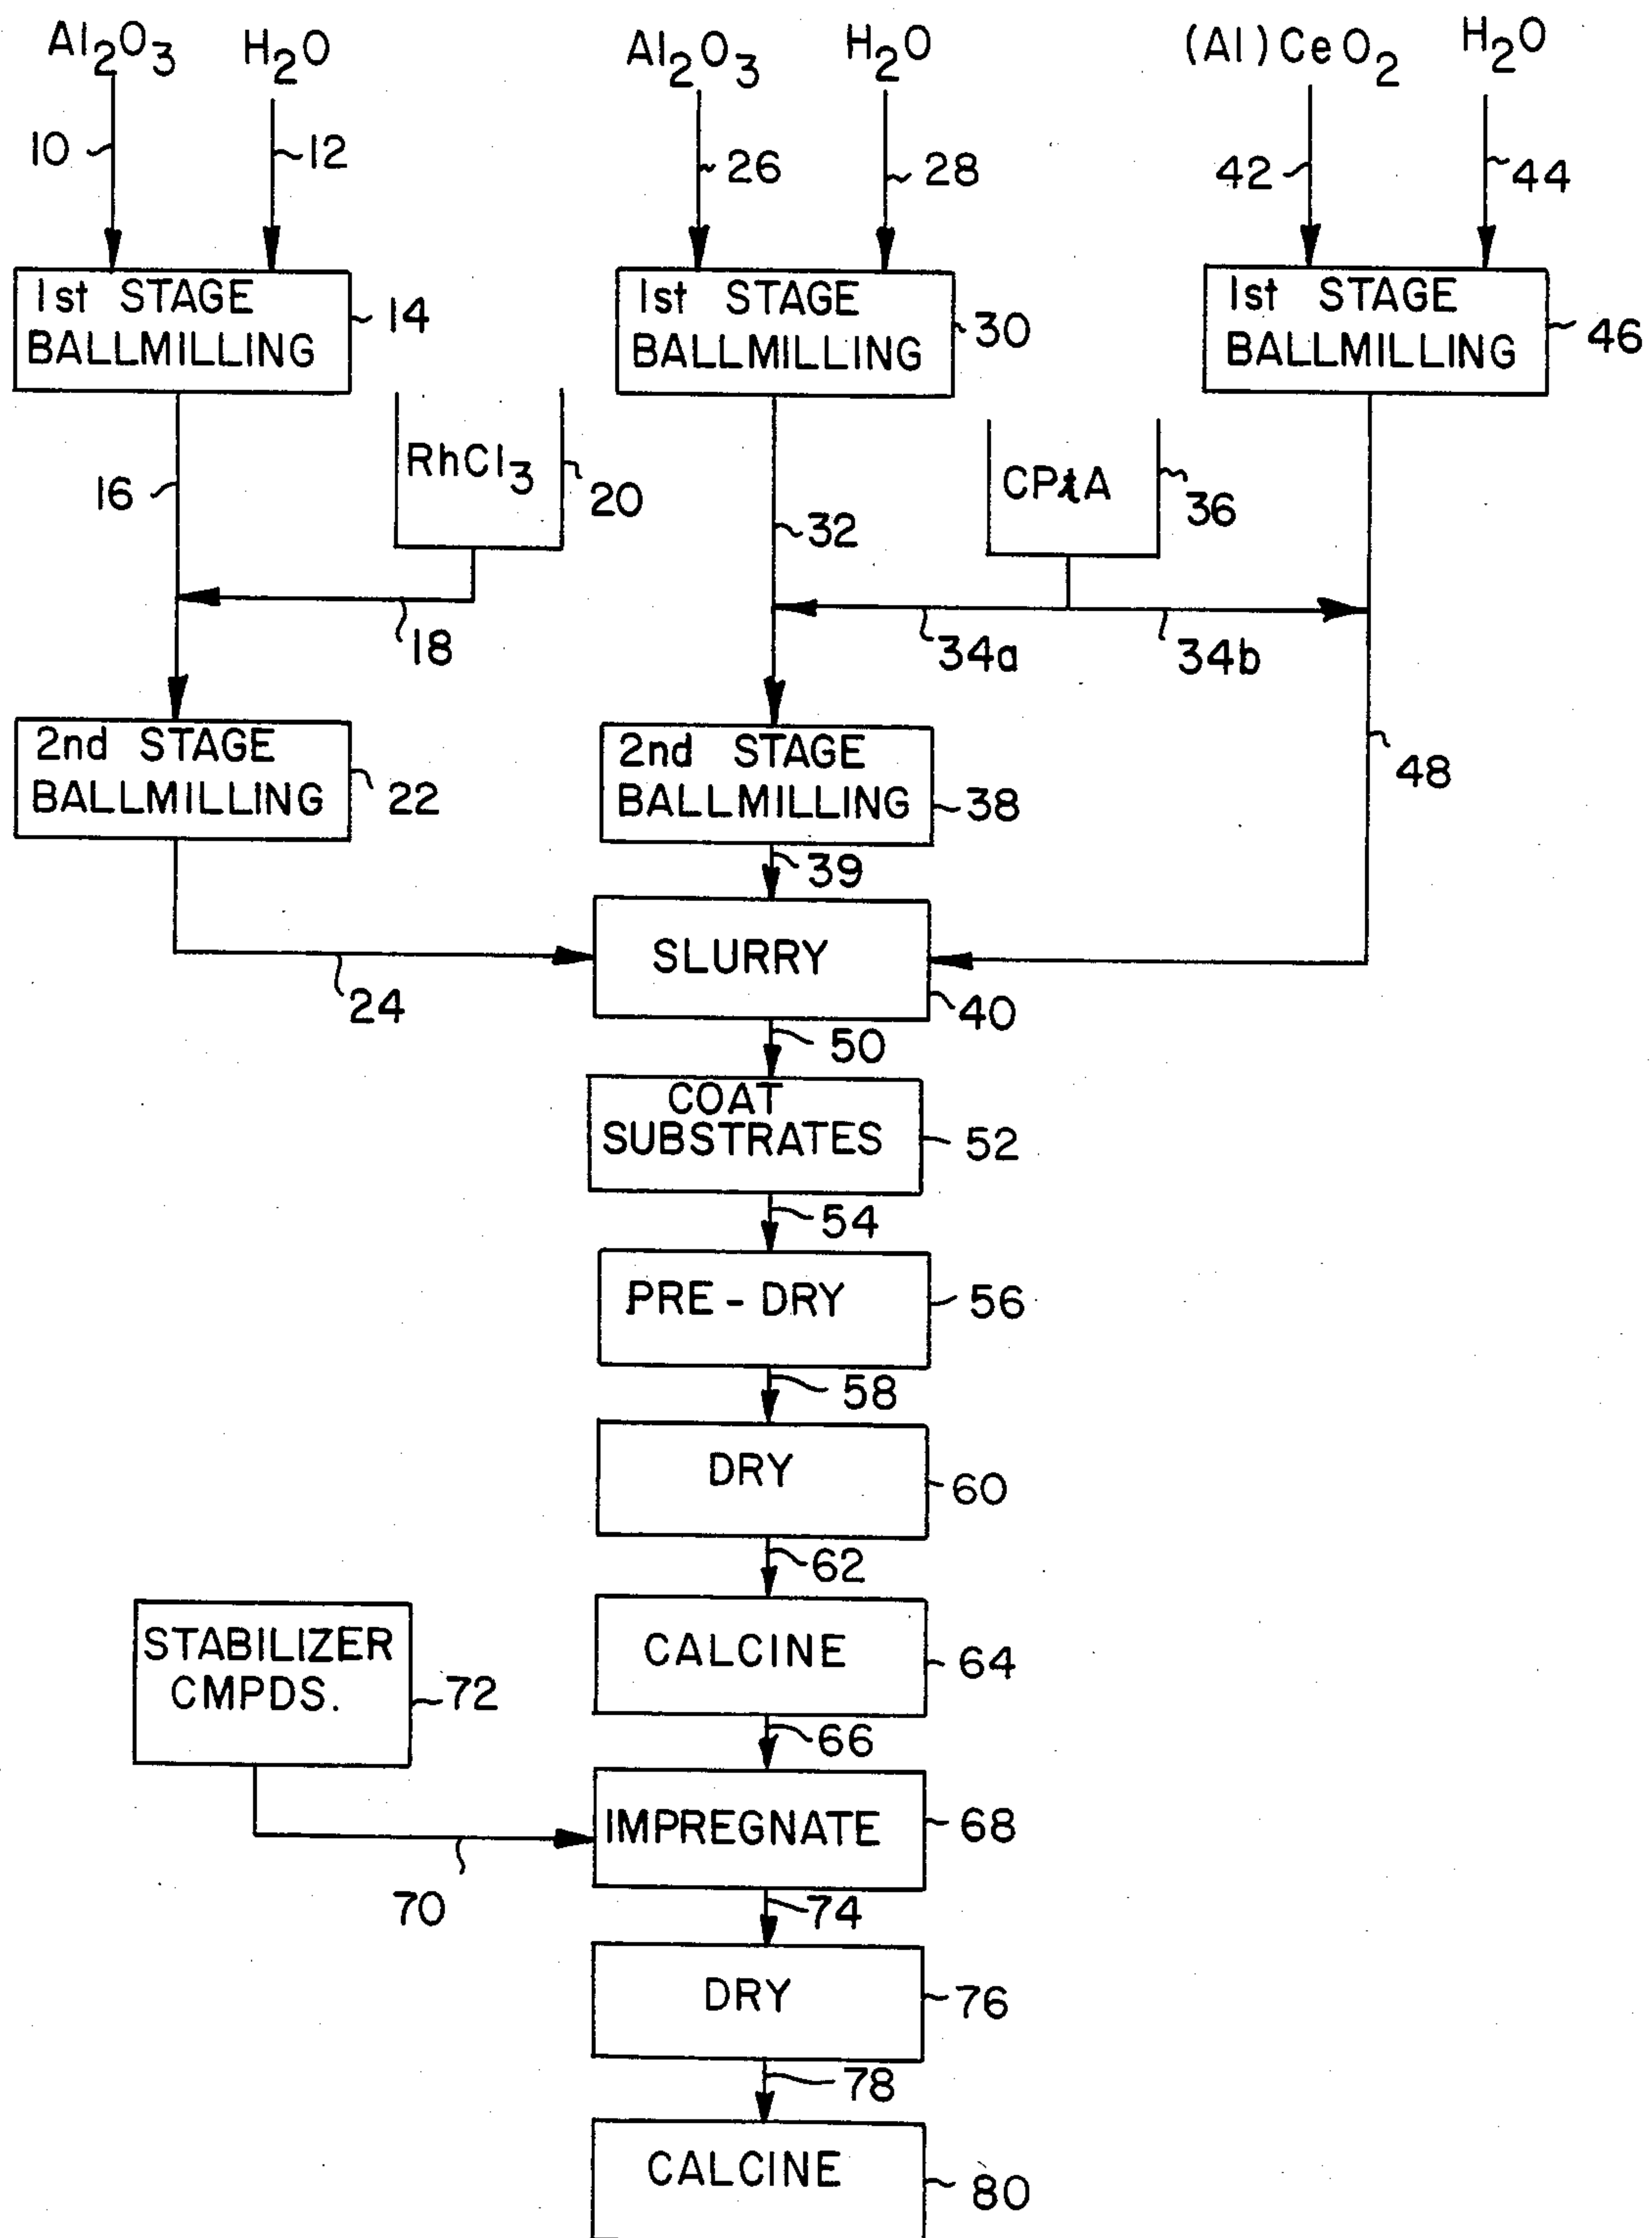 Al2O3 H2O Al2O3 H2O (Al)CeO2 H2O
10 12 26 28 42 44
1st STAGE
BALLMILLING
14
1st STAGE
BALLMILLING
30
1st STAGE
BALLMILLING
46
16
RhCl3
20
32
CPtA
36
18
34a
34b
48
2nd STAGE
BALLMILLING
22
2nd STAGE
BALLMILLING
38
39
24
SLURRY
40
50
COAT
SUBSTRATES
52
54
PRE-DRY
56
58
DRY
60
62
STABILIZER
CMPDS.
72
CALCINE
64
66
70
IMPREGNATE
68
74
DRY
76
78
CALCINE
80